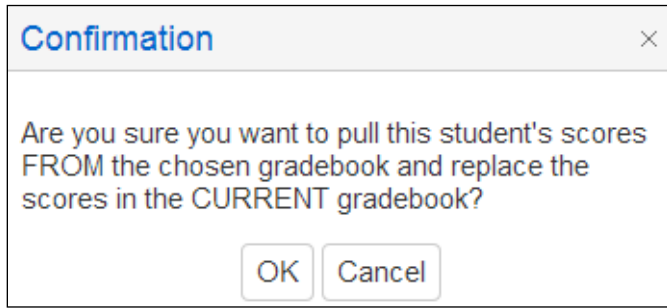 Confirmation
Are you sure you want to pull this student's scores
FROM the chosen gradebook and replace the
scores in the CURRENT gradebook?
OK Cancel